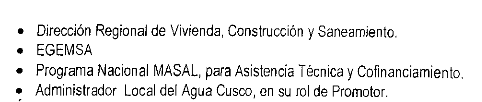 • Dirección Regional de Vivienda, Construcción y Saneamiento.
• EGEMSA
• Programa Nacional MASAL, para Asistencia Técnica y Cofinanciamiento.
• Administrador Local del Agua Cusco, en su rol de Promotor.